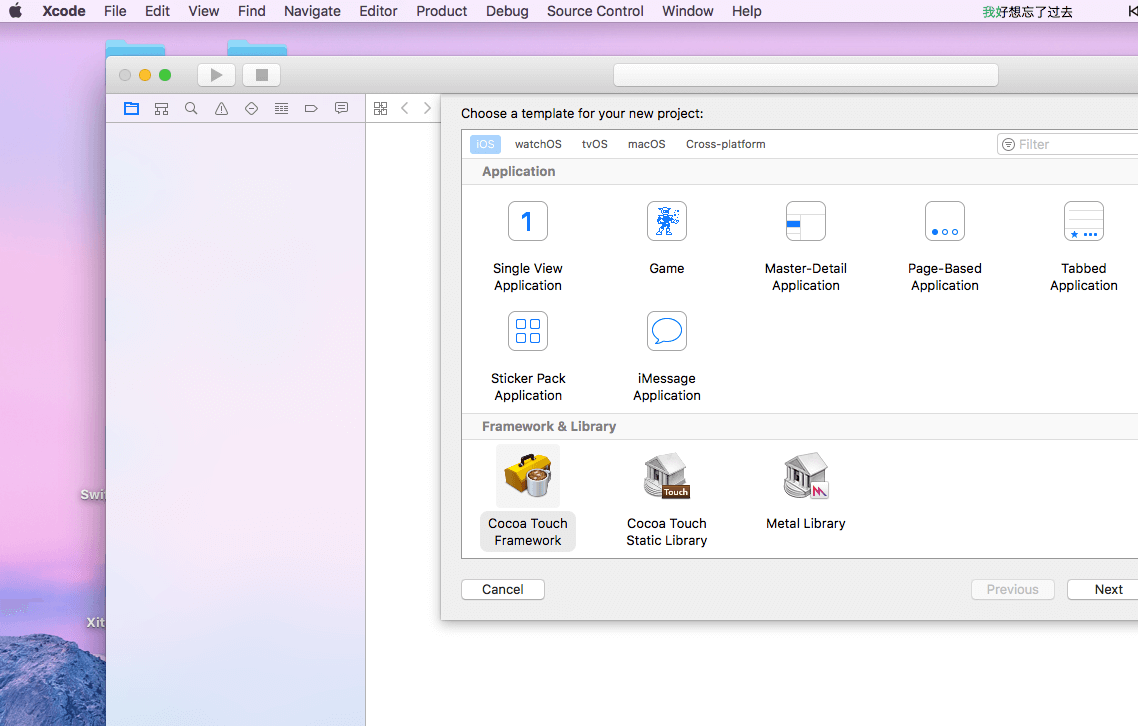 Xcode File Edit View Find Navigate Editor Product Debug Source Control Window Help 我好想忘了过去
Choose a template for your new project:
iOS watchOS tvOS macOS Cross-platform Filter
Application
1
Single View Application
Game
Master-Detail Application
Page-Based Application
Tabbed Application
Sticker Pack Application
iMessage Application
Framework & Library
Touch
Cocoa Touch Framework
Cocoa Touch Static Library
Metal Library
Cancel Previous Next